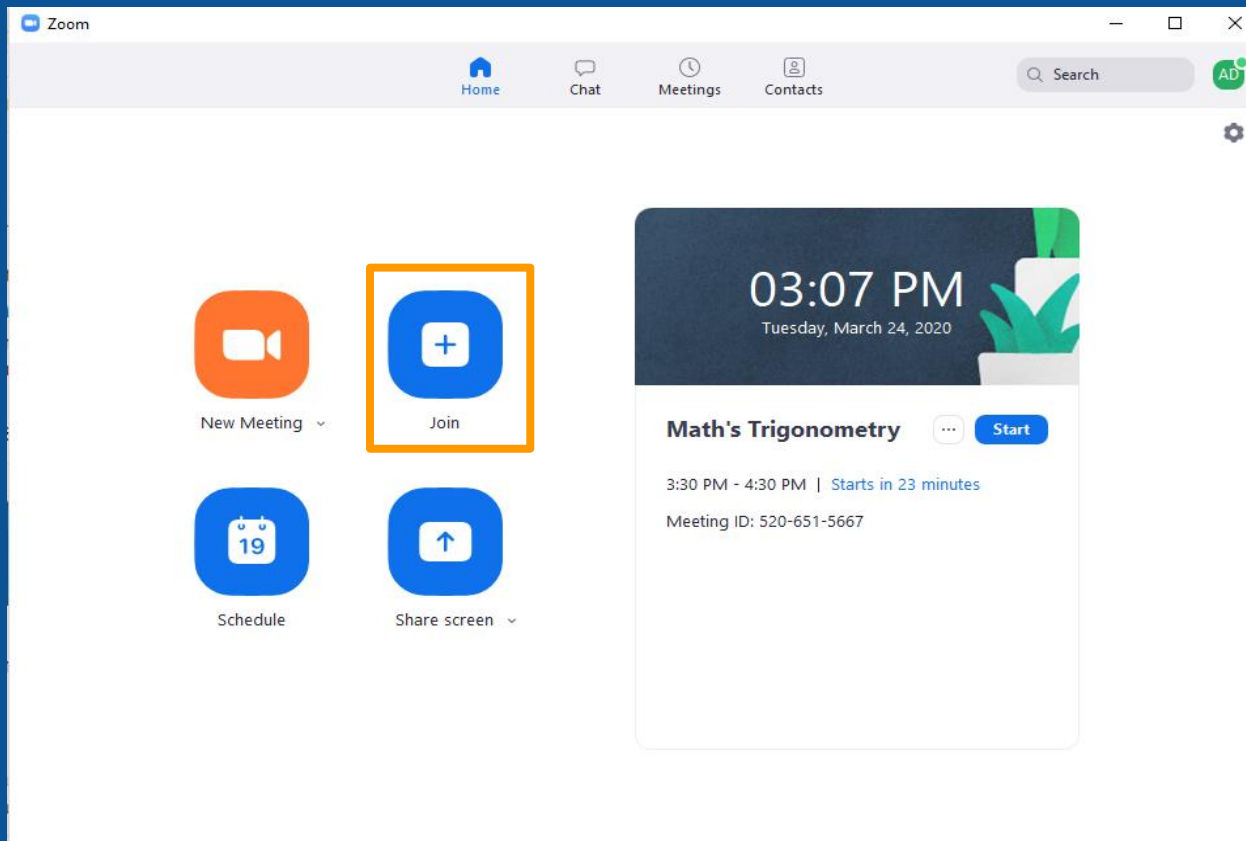 Zoom
Home
Chat
Meetings
Contacts
Search
AD
03:07 PM
Tuesday, March 24, 2020
New Meeting
Join
Math's Trigonometry
...
Start
3:30 PM - 4:30 PM | Starts in 23 minutes
Meeting ID: 520-651-5667
19
Schedule
Share screen